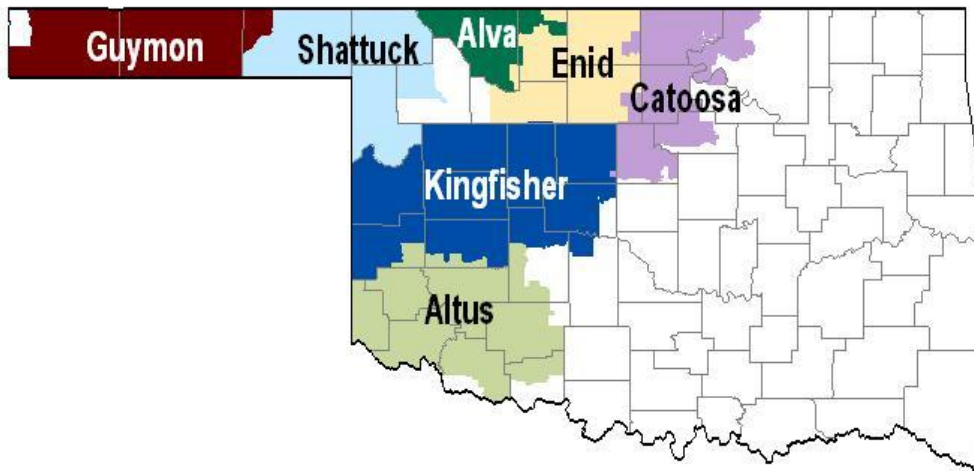 Guymon
Shattuck
Alva
Enid
Catoosa
Kingfisher
Altus